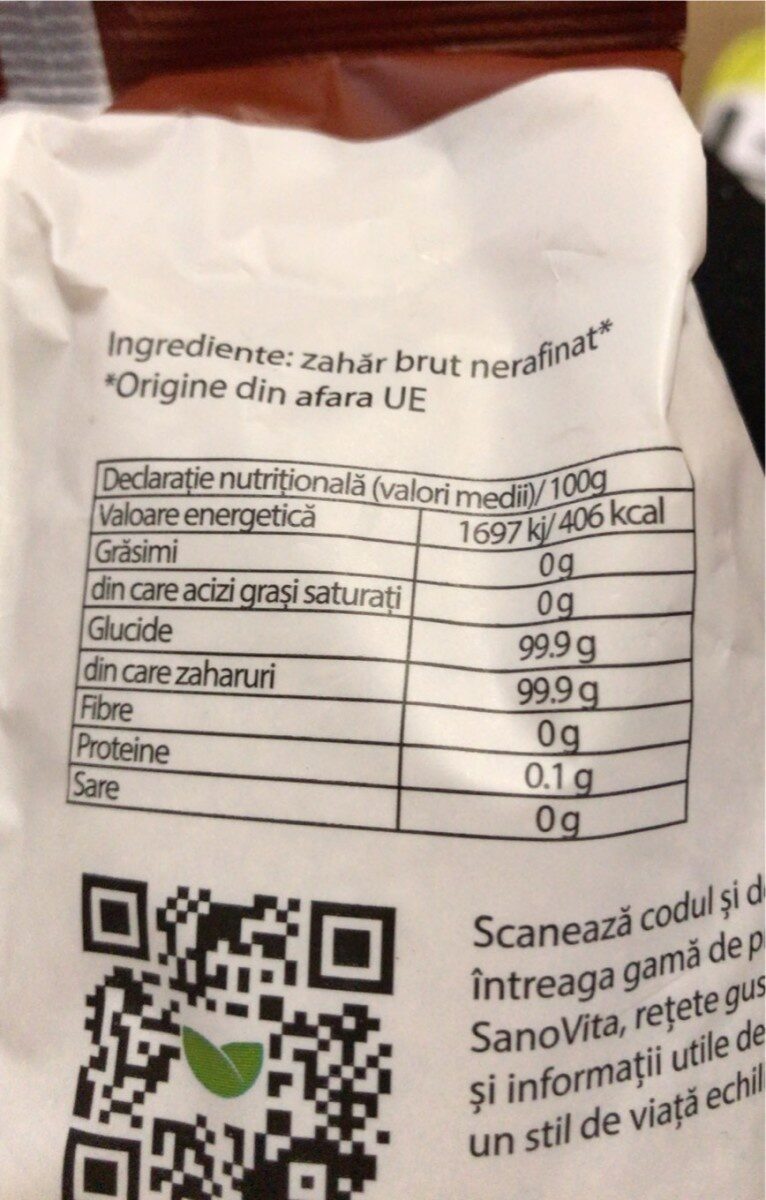 Ingrediente: zahăr brut nerafinat*
*Origine din afara UE
Declarație nutrițională (valori medii)/100g
Valoare energetică 1697 kj/406 kcal
Grăsimi 0g
din care acizi grași saturați 0g
Glucide 99.9 g
din care zaharuri 99.9 g
Fibre 0g
Proteine 0.1 g
Sare 0g
Scanează codul și
întreaga gamă de
SanoVita, rețete
și informații utile de
un stil de viață